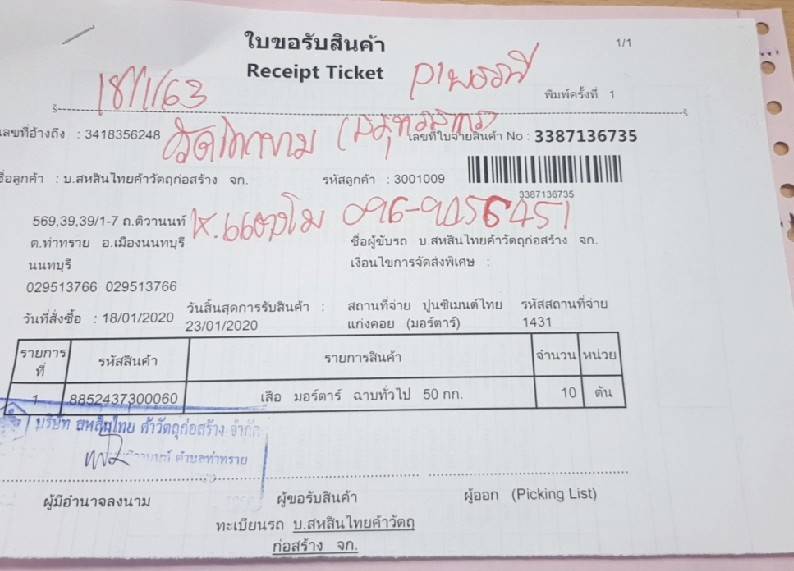 ใบขอรับสินค้า 1/1
Receipt Ticket
18/1/63
พิมพ์ครั้งที่ 1
เลขที่อ้างถึง : 3418356248 เลขที่ใบจ่ายสินค้า No : 3387136735
วัดโคกขาม (สมุทรสาคร)
ชื่อลูกค้า : บ.สหสินไทยค้าวัตถุก่อสร้าง จก. รหัสลูกค้า : 3001009
3387136735
569,39,39/1-7 ถ.ติวานนท์
096-9256451
ต.ท่าทราย อ.เมืองนนทบุรี ชื่อผู้ขับรถ บ.สหสินไทยค้าวัตถุก่อสร้าง จก.
นนทบุรี เงื่อนไขการจัดส่งพิเศษ :
029513766 029513766
วันที่สั่งซื้อ : 18/01/2020 วันสิ้นสุดการรับสินค้า : สถานที่จ่าย ปูนซิเมนต์ไทย รหัสสถานที่จ่าย
23/01/2020 แก่งคอย (มอร์ตาร์) 1431
รายการที่ รหัสสินค้า รายการสินค้า จำนวน หน่วย
1 8852437300060 เสือ มอร์ตาร์ ฉาบทั่วไป 50 กก. 10 ตัน
บริษัท สหสินไทย ค้าวัตถุก่อสร้าง จำกัด
ตำบลท่าทราย
ผู้มีอำนาจลงนาม ผู้ขอรับสินค้า ผู้ออก (Picking List)
ทะเบียนรถ บ.สหสินไทยค้าวัตถุ
ก่อสร้าง จก.